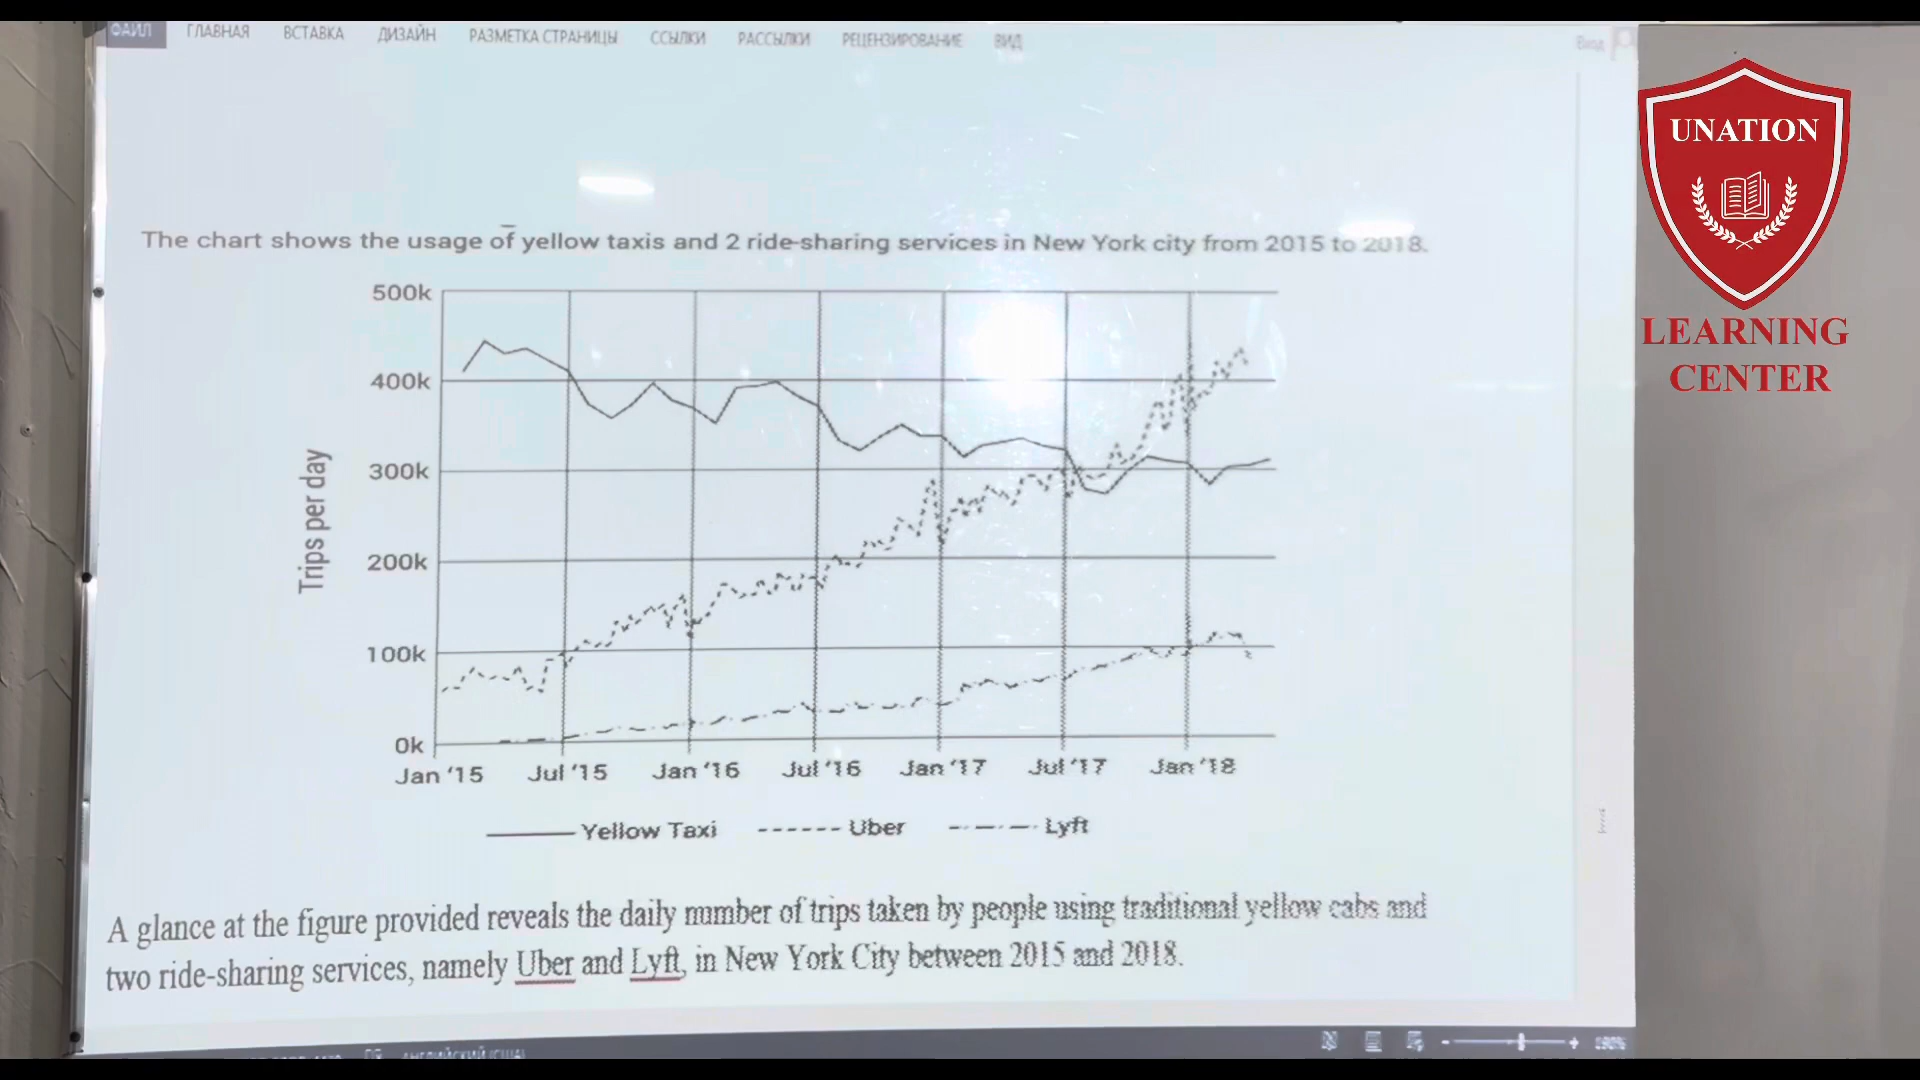 ФАЙЛ ГЛАВНАЯ ВСТАВКА ДИЗАЙН РАЗМЕТКА СТРАНИЦЫ ССЫЛКИ РАССЫЛКИ РЕЦЕНЗИРОВАНИЕ ВИД Вход
UNATION
LEARNING
CENTER
The chart shows the usage of yellow taxis and 2 ride-sharing services in New York city from 2015 to 2018.
500k
400k
300k
200k
100k
0k
Trips per day
Jan '15 Jul '15 Jan '16 Jul '16 Jan '17 Jul '17 Jan '18
Yellow Taxi Uber Lyft
A glance at the figure provided reveals the daily number of trips taken by people using traditional yellow cabs and
two ride-sharing services, namely Uber and Lyft, in New York City between 2015 and 2018.
АНГЛИЙСКИЙ (США)